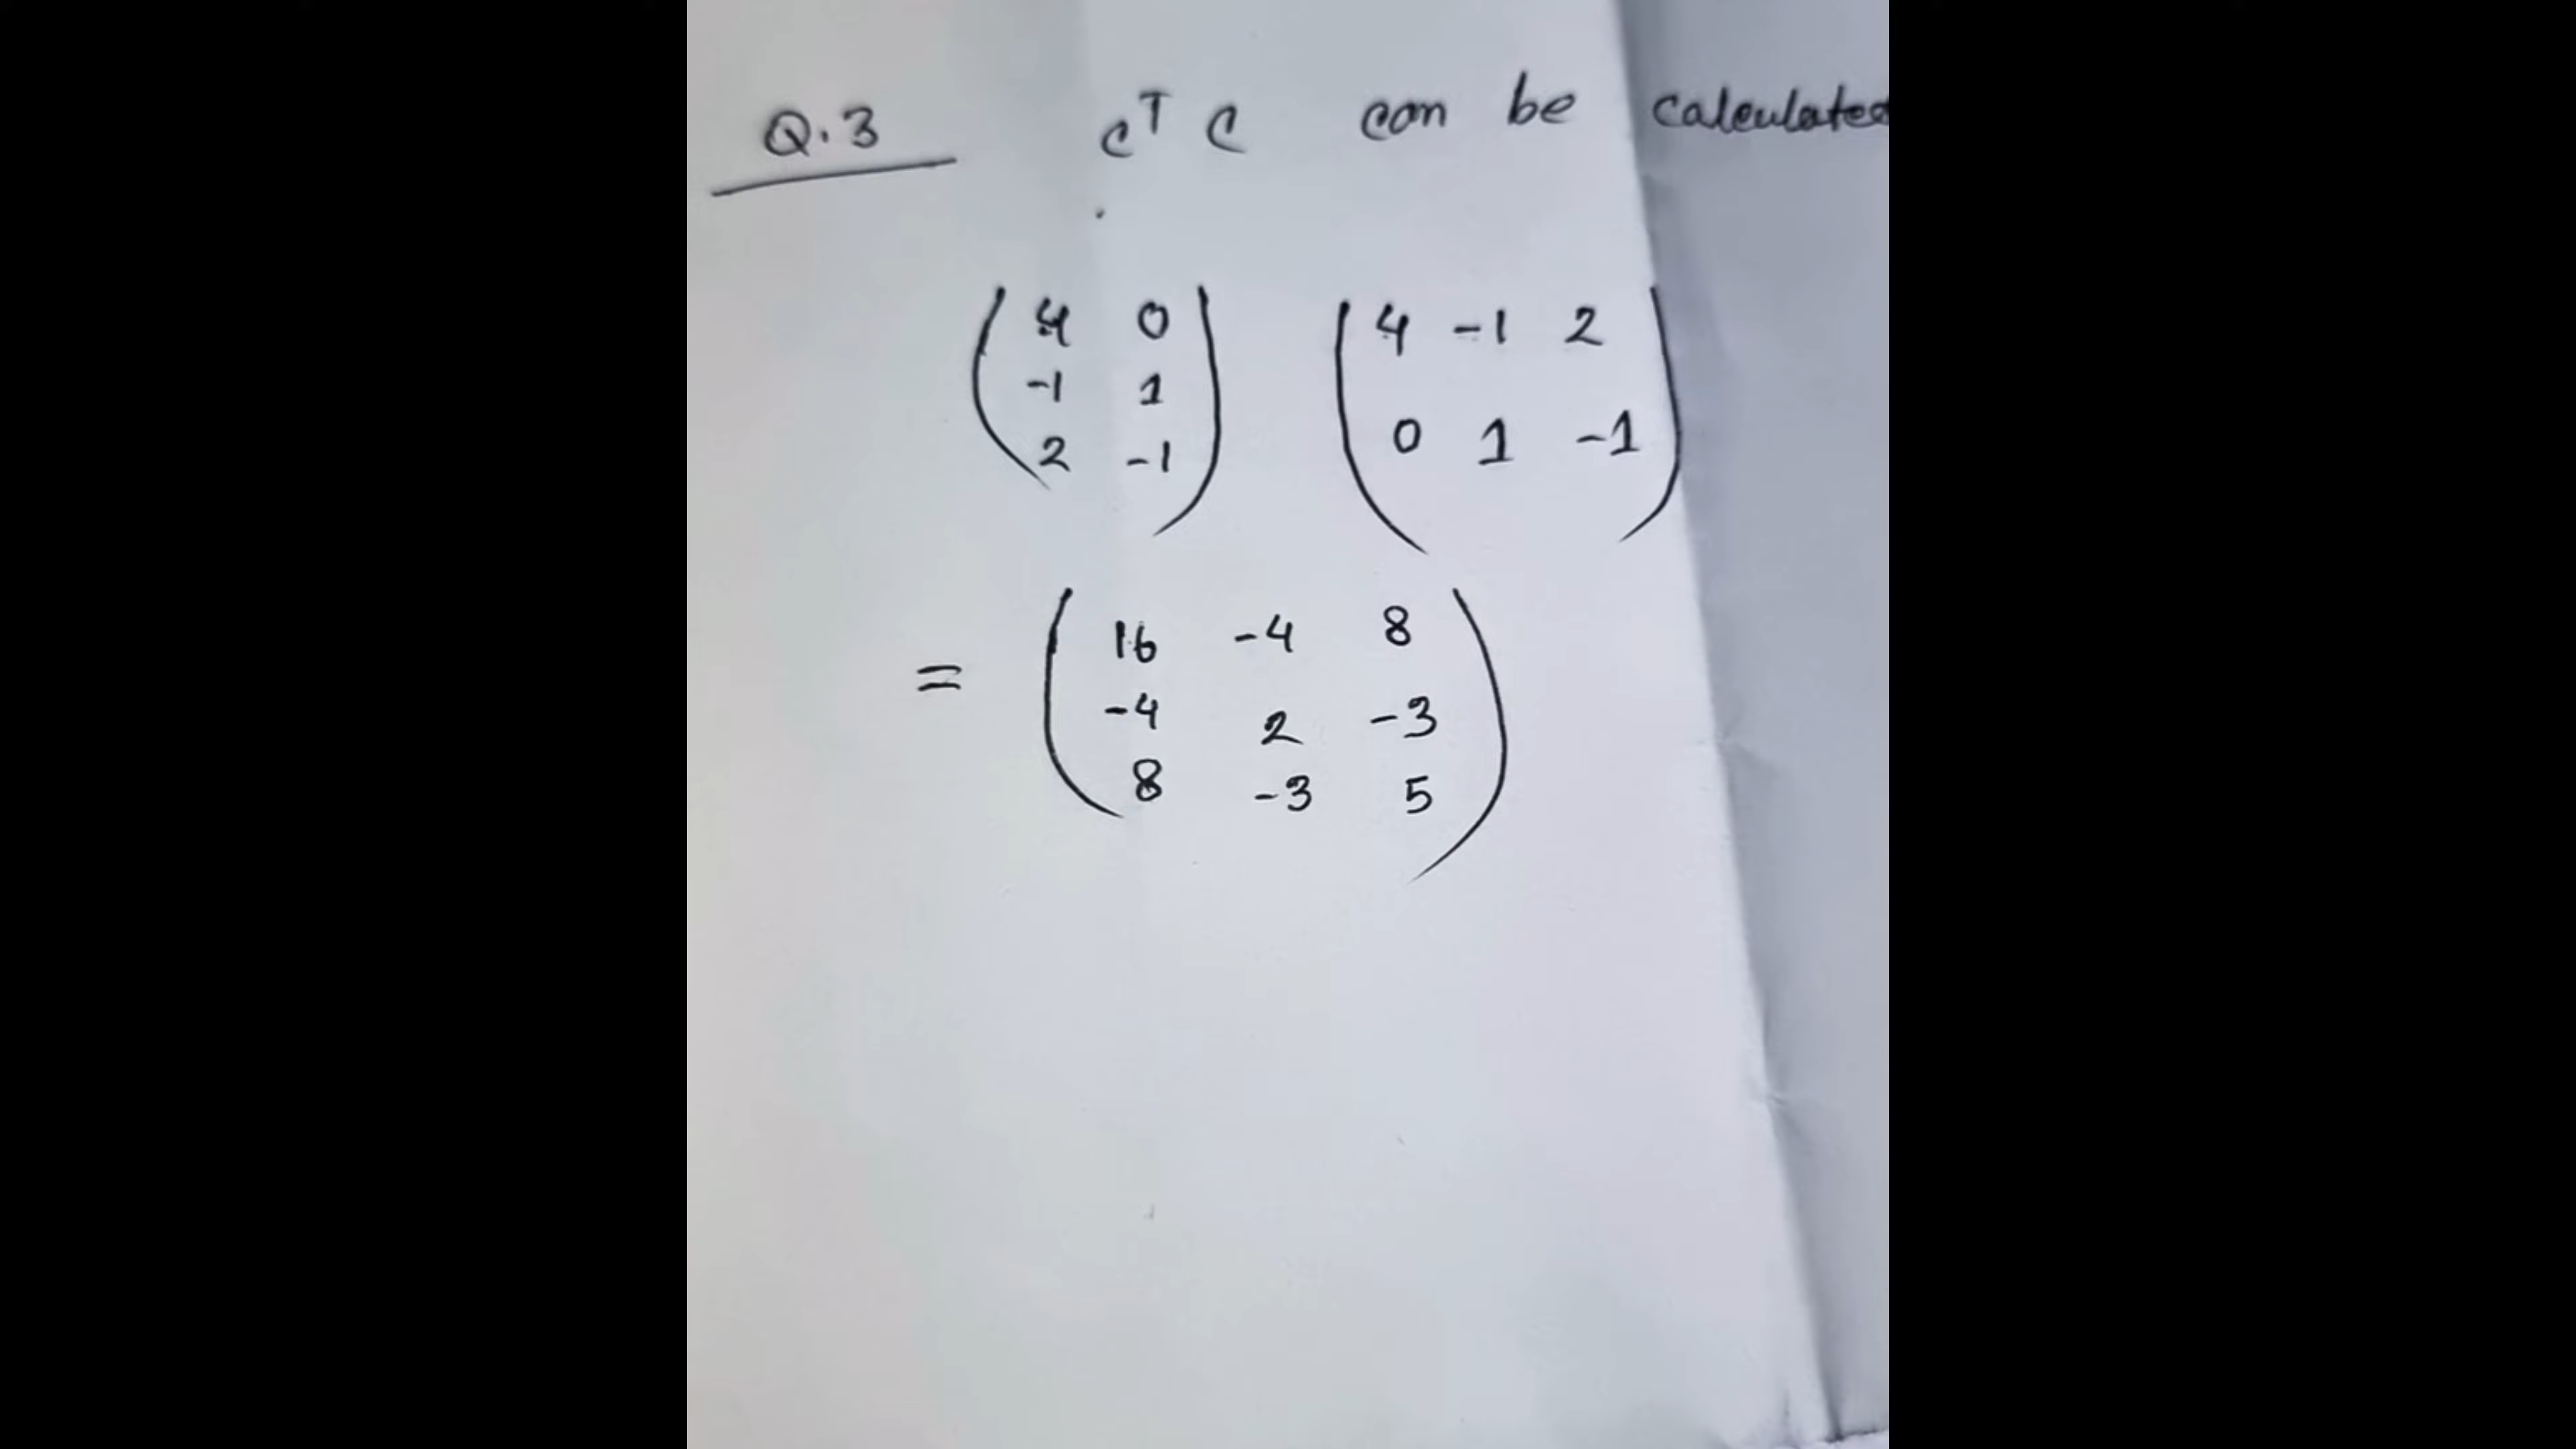 Q.3 C^T C can be calculated
( 4 0 ) ( 4 -1 2 )
( -1 1 )
( 2 -1 ) ( 0 1 -1 )
= ( 16 -4 8 )
( -4 2 -3 )
( 8 -3 5 )